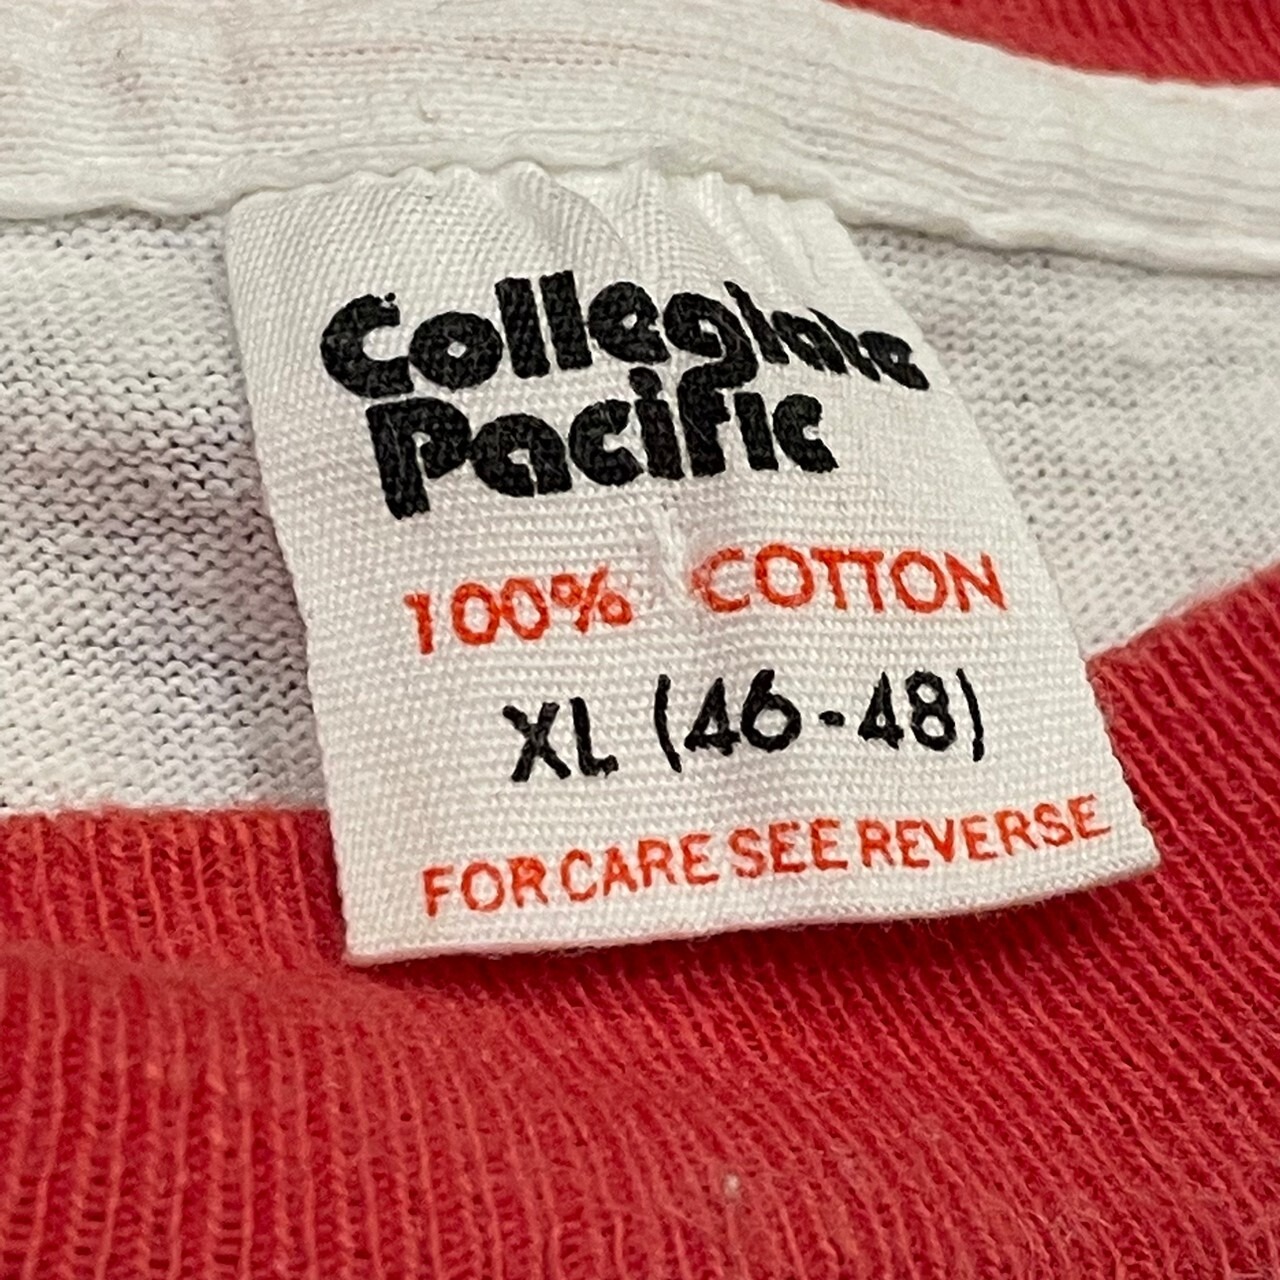 Collegiate
Pacific
100% COTTON
XL (46-48)
FOR CARE SEE REVERSE